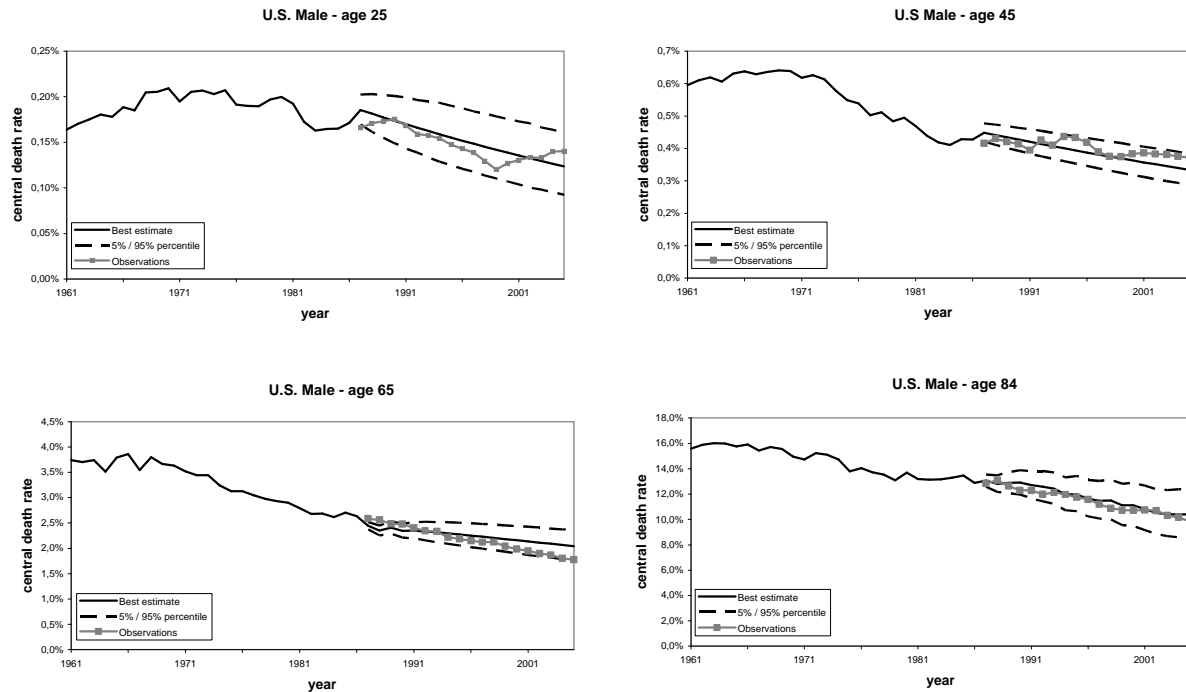 U.S. Male - age 25
0,25%
0,20%
0,15%
0,10%
0,05%
0,00%
central death rate
Best estimate
5% / 95% percentile
Observations
1961
1971
1981
1991
2001
year
U.S Male - age 45
0,7%
0,6%
0,5%
0,4%
0,3%
0,2%
0,1%
0,0%
central death rate
Best estimate
5% / 95% percentile
Observations
1961
1971
1981
1991
2001
year
U.S. Male - age 65
4,5%
4,0%
3,5%
3,0%
2,5%
2,0%
1,5%
1,0%
0,5%
0,0%
central death rate
Best estimate
5% / 95% percentile
Observations
1961
1971
1981
1991
2001
year
U.S. Male - age 84
18,0%
16,0%
14,0%
12,0%
10,0%
8,0%
6,0%
4,0%
2,0%
0,0%
central death rate
Best estimate
5% / 95% percentile
Observations
1961
1971
1981
1991
2001
year